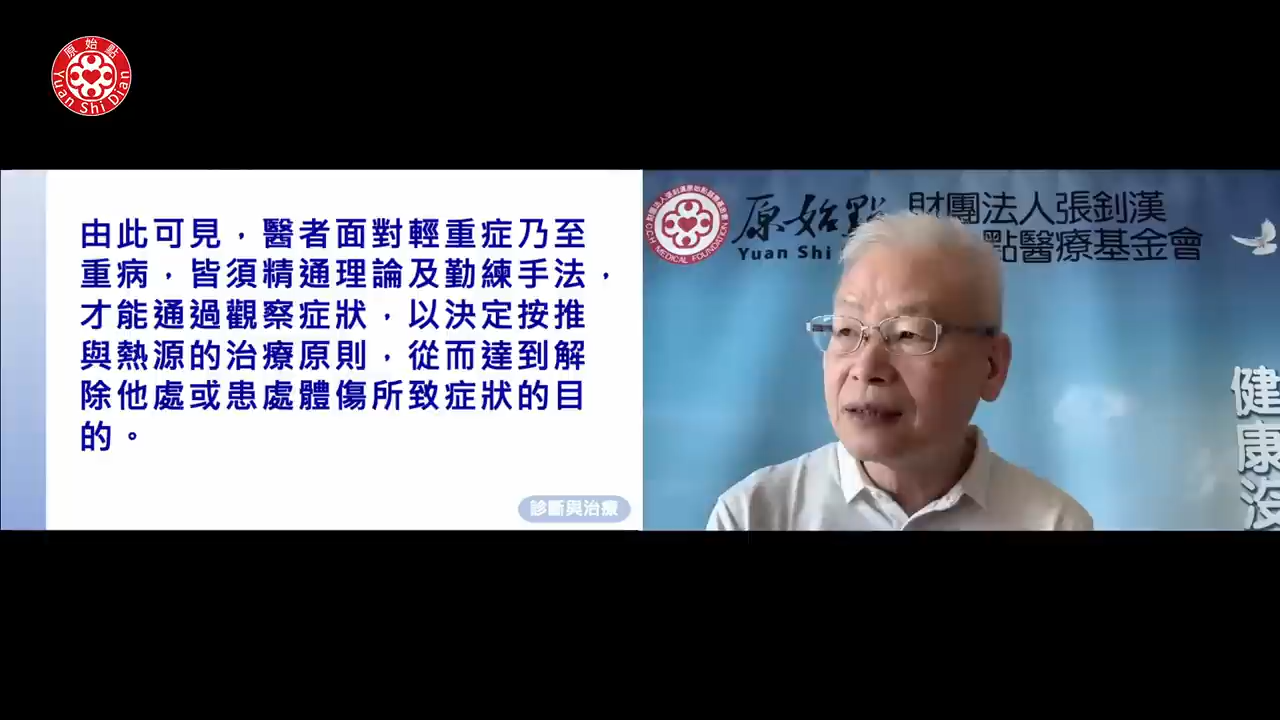 原始點
Yuan Shi Dian
由此可見，醫者面對輕重症乃至
重病，皆須精通理論及勤練手法，
才能通過觀察症狀，以決定按推
與熱源的治療原則，從而達到解
除他處或患處體傷所致症狀的目
的。
診斷與治療
原始點
Yuan Shi
財團法人張釗漢
點醫療基金會
健
康
沒